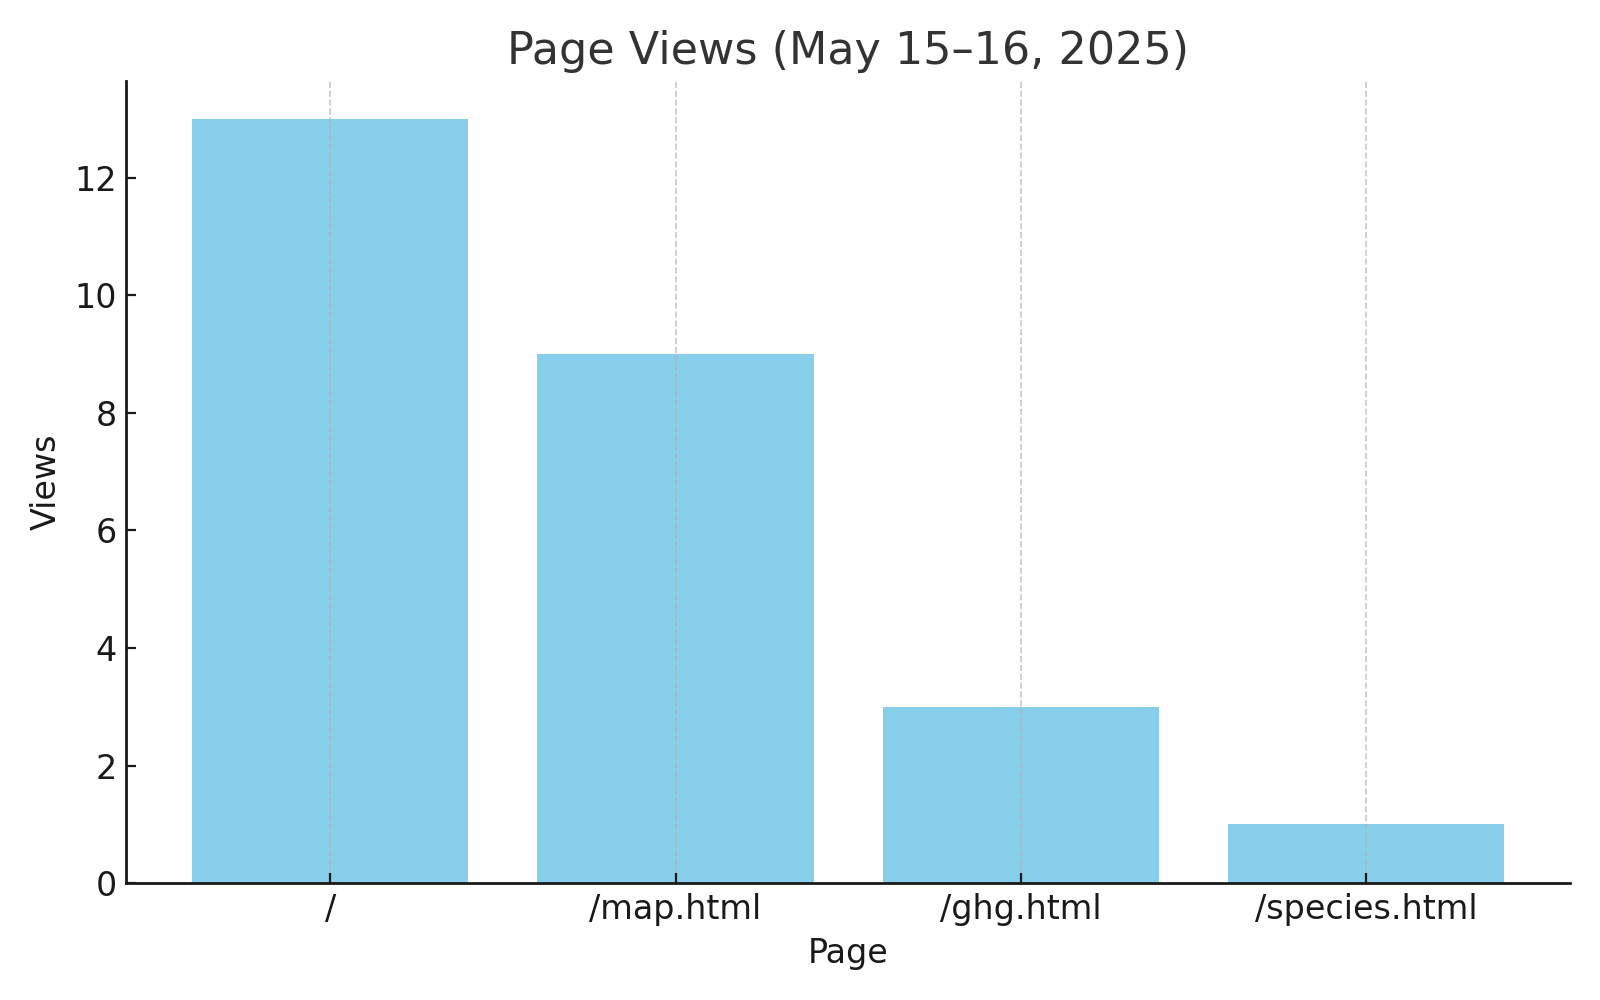 Page Views (May 15–16, 2025)
12
10
8
6
4
2
0
Views
/ /map.html /ghg.html /species.html
Page